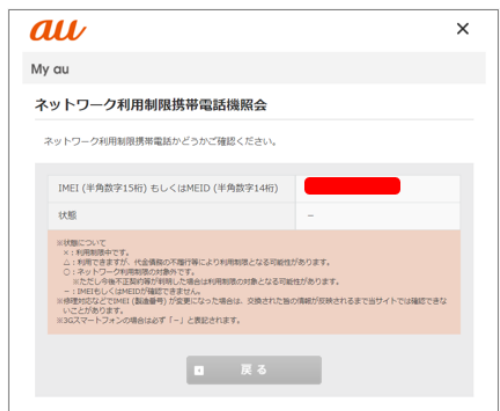 au
×
My au
ネットワーク利用制限携帯電話機照会
ネットワーク利用制限携帯電話かどうかご確認ください。
IMEI (半角数字15桁) もしくはMEID (半角数字14桁)
状態
－
※状態について
×：利用制限中です。
△：利用できますが、代金債務の不履行等により利用制限となる可能性があります。
○：ネットワーク利用制限の対象外です。
※ただし今後不正契約等が判明した場合は利用制限の対象となる可能性があります。
－：IMEIもしくはMEIDが確認できません。
※修理対応などでIMEI (製造番号) が変更になった場合は、交換された後の情報が反映されるまで当サイトでは確認できな
いことがあります。
※3Gスマートフォンの場合は必ず「－」と表記されます。
戻る